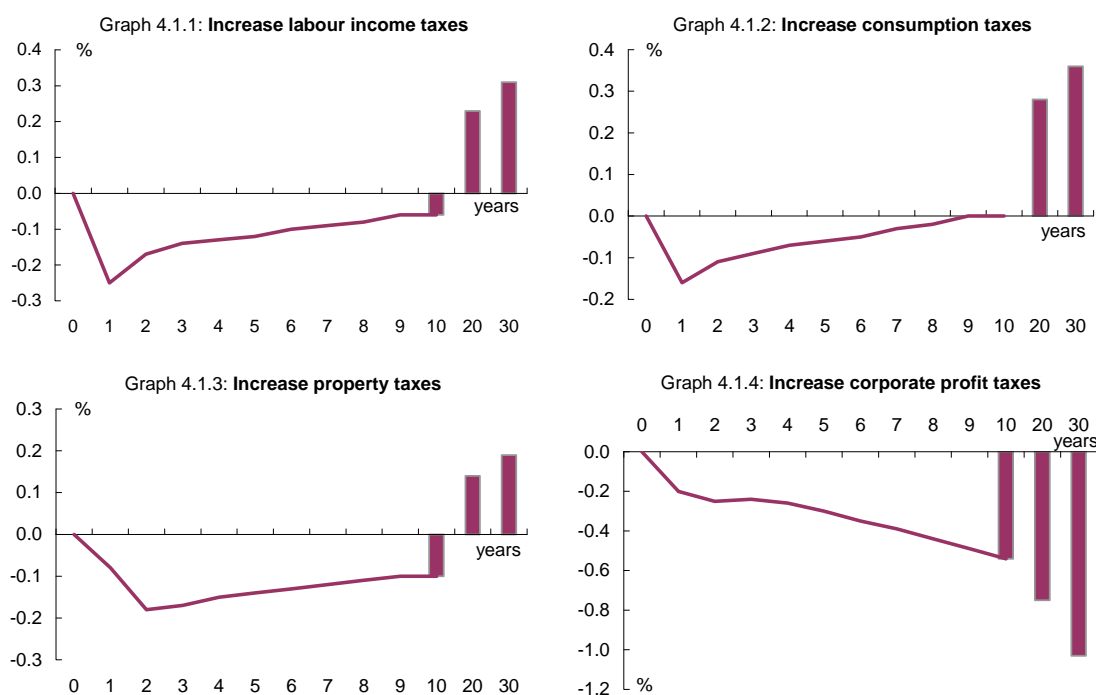 Graph 4.1.1: Increase labour income taxes
%
0.4
0.3
0.2
0.1
0.0
-0.1
-0.2
-0.3
years
0 1 2 3 4 5 6 7 8 9 10 20 30
Graph 4.1.2: Increase consumption taxes
%
0.4
0.3
0.2
0.1
0.0
-0.1
-0.2
years
0 1 2 3 4 5 6 7 8 9 10 20 30
Graph 4.1.3: Increase property taxes
%
0.3
0.2
0.1
0.0
-0.1
-0.2
-0.3
years
0 1 2 3 4 5 6 7 8 9 10 20 30
Graph 4.1.4: Increase corporate profit taxes
0 1 2 3 4 5 6 7 8 9 10 20 30
years
0.0
-0.2
-0.4
-0.6
-0.8
-1.0
-1.2
%